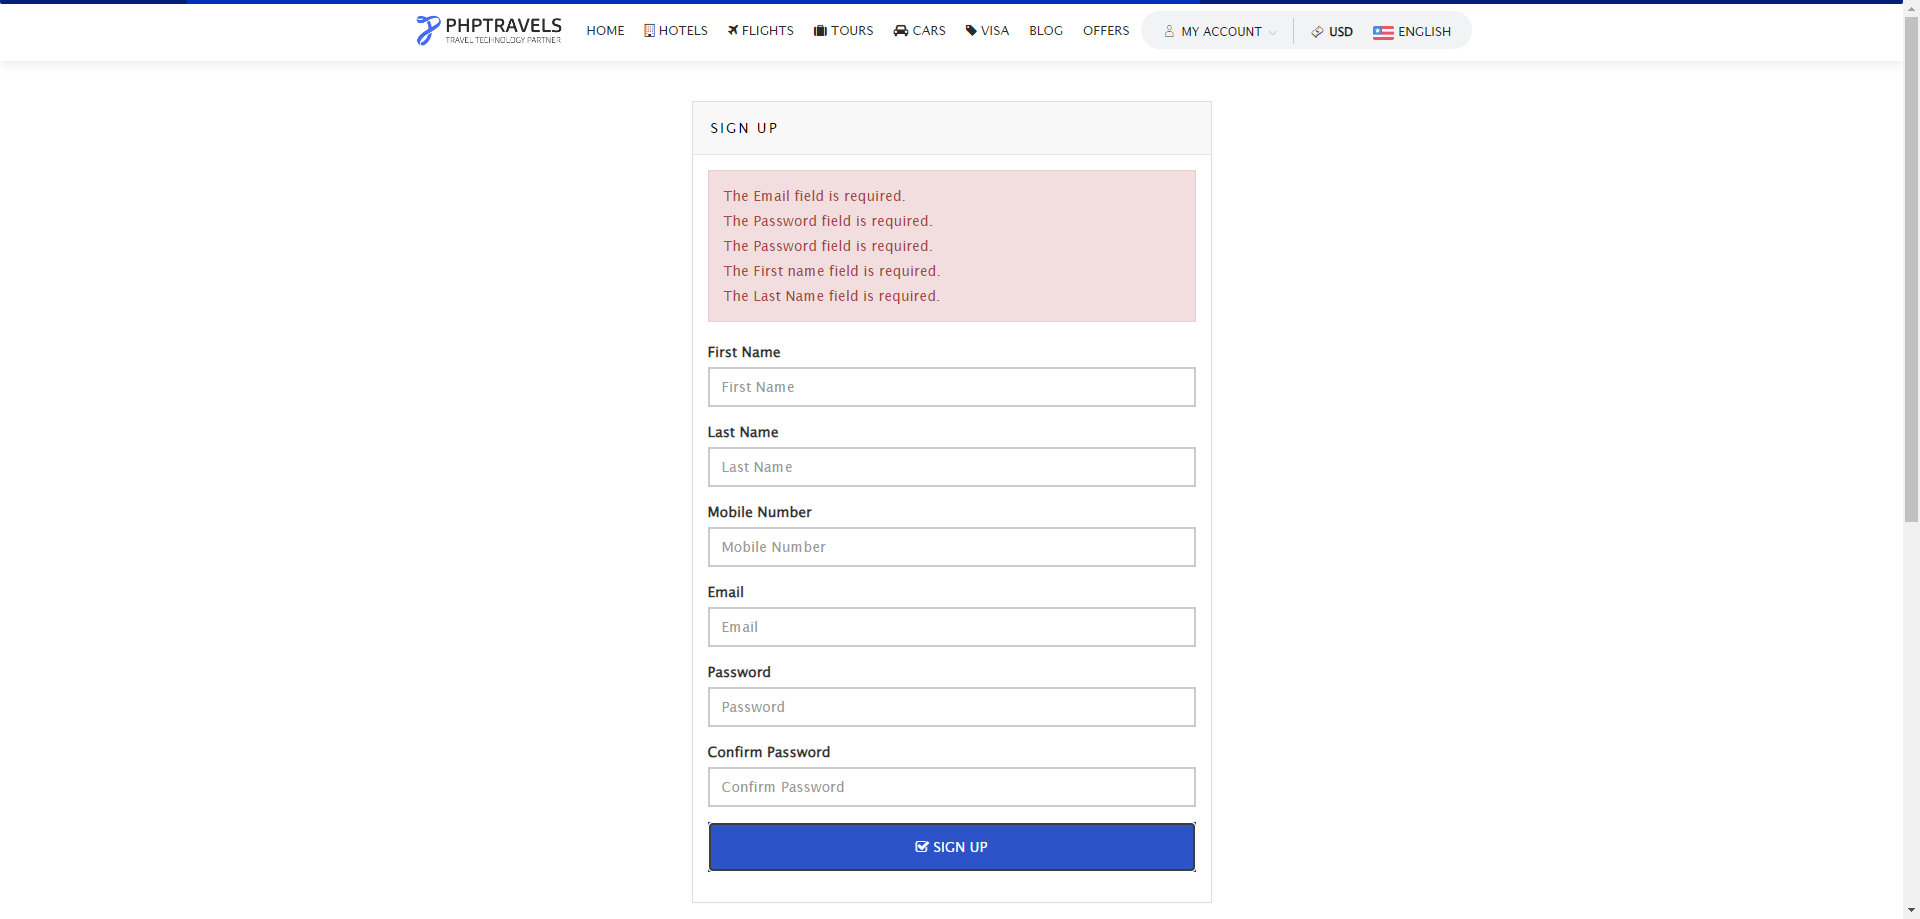 PHPTRAVELS
TRAVEL TECHNOLOGY PARTNER
HOME HOTELS FLIGHTS TOURS CARS VISA BLOG OFFERS MY ACCOUNT USD ENGLISH
SIGN UP
The Email field is required.
The Password field is required.
The Password field is required.
The First name field is required.
The Last Name field is required.
First Name
First Name
Last Name
Last Name
Mobile Number
Mobile Number
Email
Email
Password
Password
Confirm Password
Confirm Password
SIGN UP